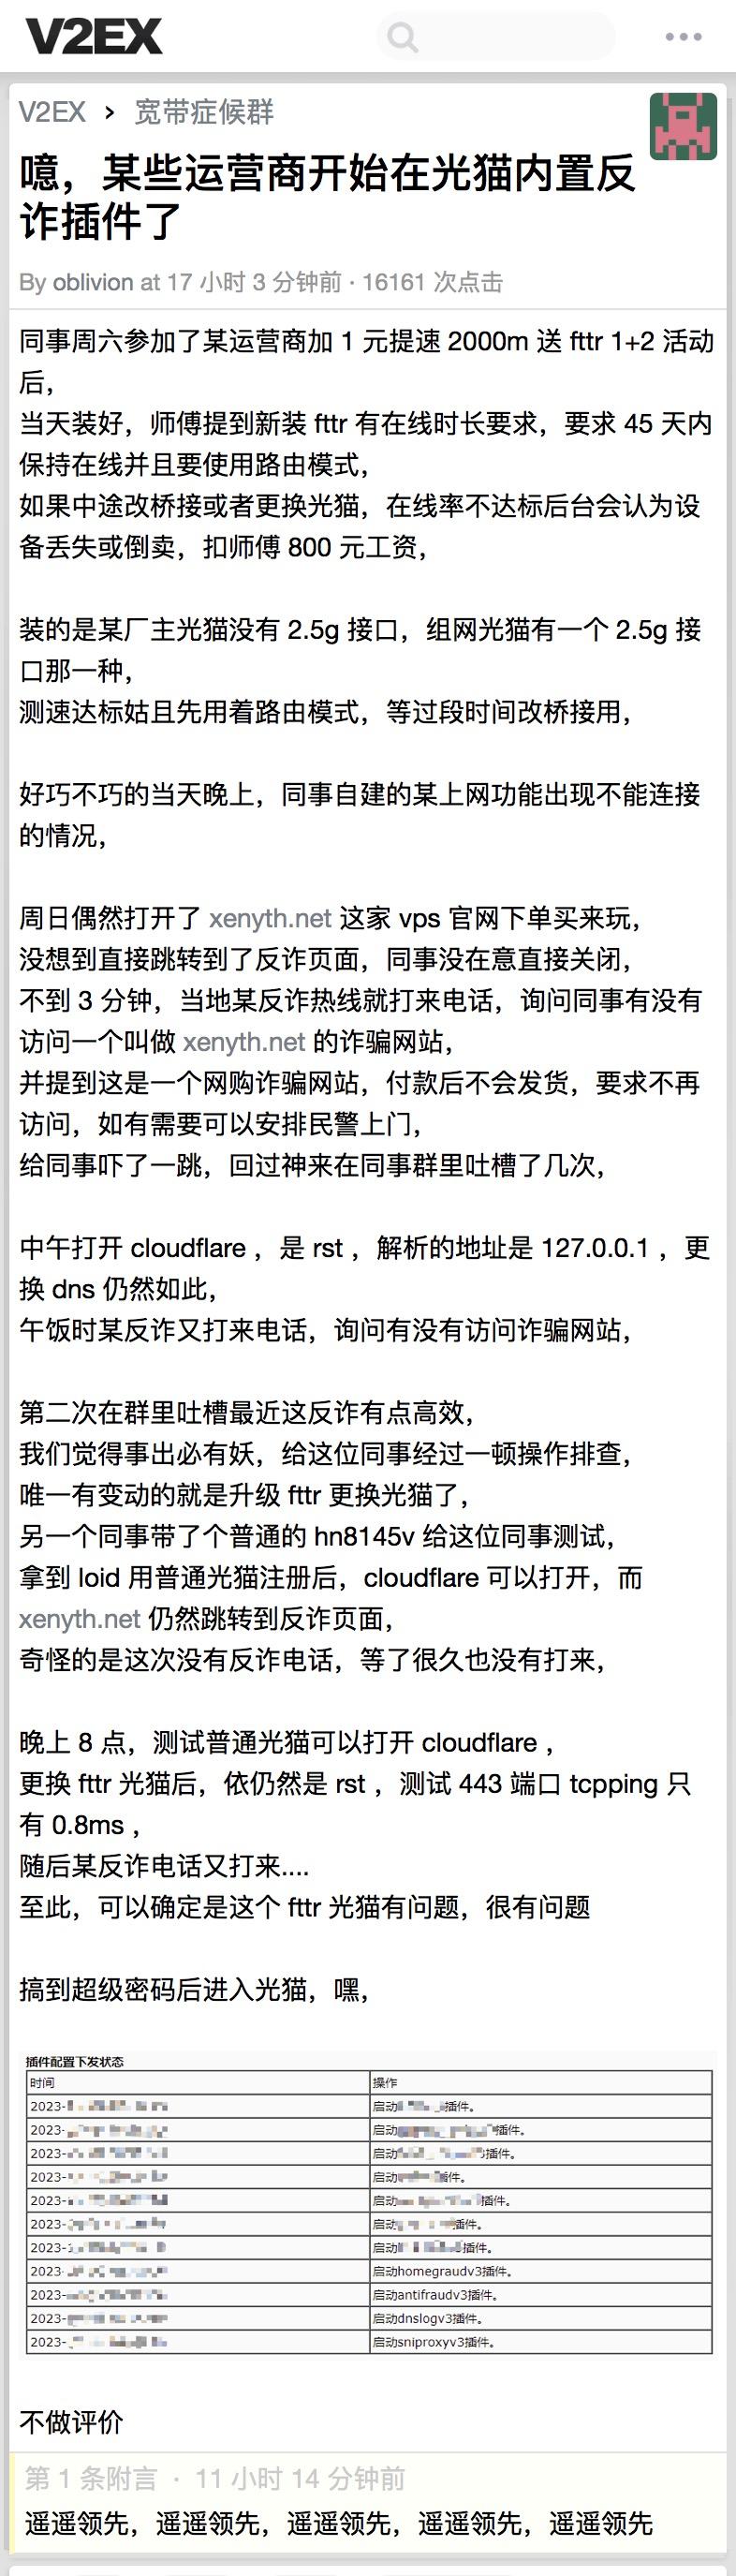 V2EX
V2EX › 宽带症候群
噫，某些运营商开始在光猫内置反
诈插件了
By oblivion at 17 小时 3 分钟前 · 16161 次点击
同事周六参加了某运营商加 1 元提速 2000m 送 fttr 1+2 活动
后，
当天装好，师傅提到新装 fttr 有在线时长要求，要求 45 天内
保持在线并且要使用路由模式，
如果中途改桥接或者更换光猫，在线率不达标后台会认为设
备丢失或倒卖，扣师傅 800 元工资，
装的是某厂主光猫没有 2.5g 接口，组网光猫有一个 2.5g 接
口那一种，
测速达标姑且先用着路由模式，等过段时间改桥接用，
好巧不巧的当天晚上，同事自建的某上网功能出现不能连接
的情况，
周日偶然打开了 xenyth.net 这家 vps 官网下单买来玩，
没想到直接跳转到了反诈页面，同事没在意直接关闭，
不到 3 分钟，当地某反诈热线就打来电话，询问同事有没有
访问一个叫做 xenyth.net 的诈骗网站，
并提到这是一个网购诈骗网站，付款后不会发货，要求不再
访问，如有需要可以安排民警上门，
给同事吓了一跳，回过神来在同事群里吐槽了几次，
中午打开 cloudflare ，是 rst ，解析的地址是 127.0.0.1 ，更
换 dns 仍然如此，
午饭时某反诈又打来电话，询问有没有访问诈骗网站，
第二次在群里吐槽最近这反诈有点高效，
我们觉得事出必有妖，给这位同事经过一顿操作排查，
唯一有变动的就是升级 fttr 更换光猫了，
另一个同事带了个普通的 hn8145v 给这位同事测试，
拿到 loid 用普通光猫注册后，cloudflare 可以打开，而
xenyth.net 仍然跳转到反诈页面，
奇怪的是这次没有反诈电话，等了很久也没有打来，
晚上 8 点，测试普通光猫可以打开 cloudflare ，
更换 fttr 光猫后，依仍然是 rst ，测试 443 端口 tcpping 只
有 0.8ms ，
随后某反诈电话又打来....
至此，可以确定是这个 fttr 光猫有问题，很有问题
搞到超级密码后进入光猫，嘿，
插件配置下发状态
时间 操作
2023- 启动 插件。
2023- 启动 插件。
2023- 启动 插件。
2023- 启动 插件。
2023- 启动 插件。
2023- 启动 插件。
2023- 启动 插件。
2023- 启动homegraudv3插件。
2023- 启动antifraudv3插件。
2023- 启动dnslogv3插件。
2023- 启动sniproxyv3插件。
不做评价
第 1 条附言 · 11 小时 14 分钟前
遥遥领先，遥遥领先，遥遥领先，遥遥领先，遥遥领先